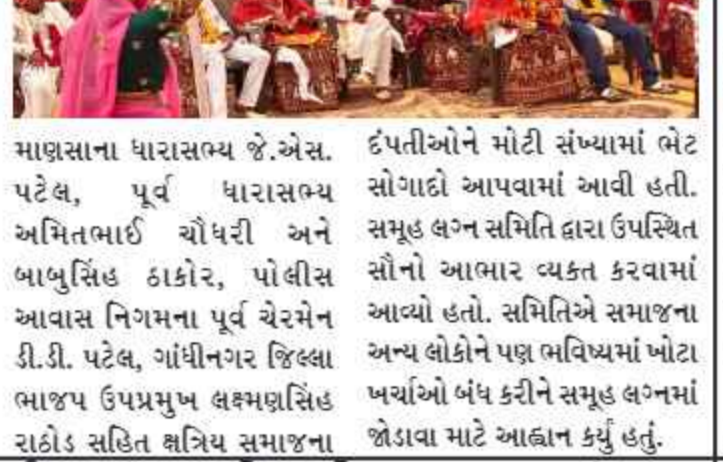 માણસાના ધારાસભ્ય જે.એસ.
પટેલ, પૂર્વ ધારાસભ્ય
અમિતભાઈ ચૌધરી અને
બાબુસિંહ ઠાકોર, પોલીસ
આવાસ નિગમના પૂર્વ ચેરમેન
ડી.ડી. પટેલ, ગાંધીનગર જિલ્લા
ભાજપ ઉપપ્રમુખ લક્ષ્મણસિંહ
રાઠોડ સહિત ક્ષત્રિય સમાજના
દંપતીઓને મોટી સંખ્યામાં ભેટ
સોગાદો આપવામાં આવી હતી.
સમૂહ લગ્ન સમિતિ દ્વારા ઉપસ્થિત
સૌનો આભાર વ્યક્ત કરવામાં
આવ્યો હતો. સમિતિએ સમાજના
અન્ય લોકોને પણ ભવિષ્યમાં ખોટા
ખર્ચાઓ બંધ કરીને સમૂહ લગ્નમાં
જોડાવા માટે આહ્વાન કર્યું હતું.